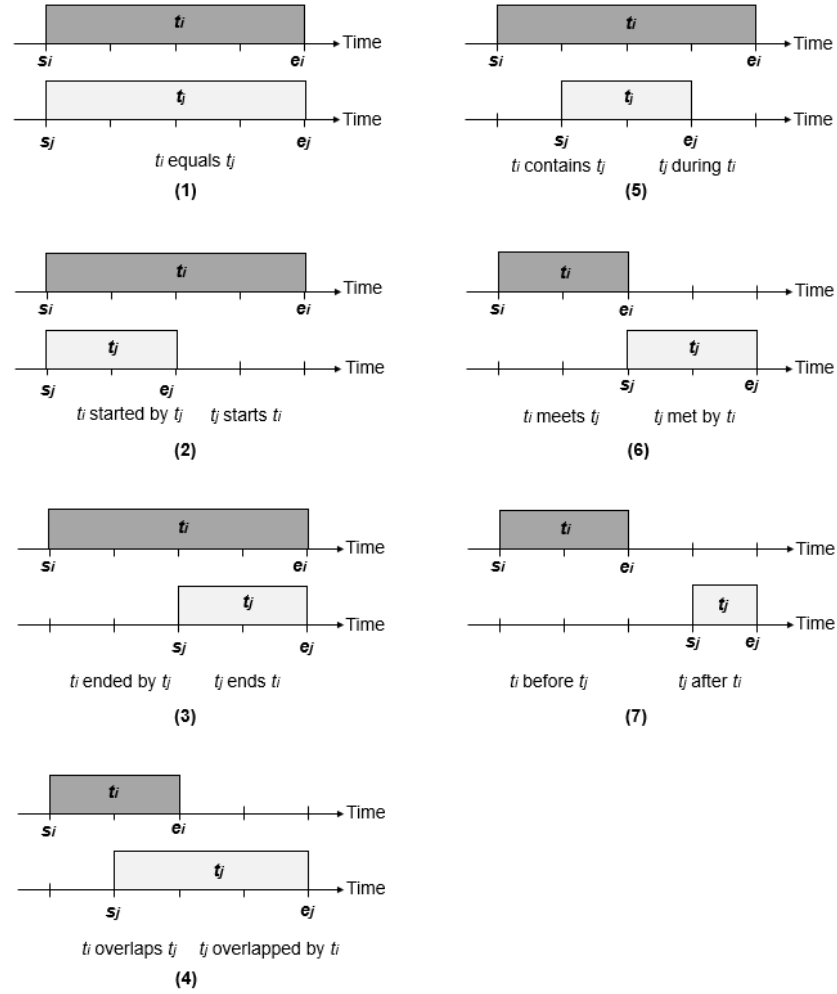 ti
Time
si ei
tj
Time
sj ej
ti equals tj
(1)
ti
Time
si ei
tj
Time
sj ej
ti started by tj tj starts ti
(2)
ti
Time
si ei
tj
Time
sj ej
ti ended by tj tj ends ti
(3)
ti
Time
si ei
tj
Time
sj ej
ti overlaps tj tj overlapped by ti
(4)
ti
Time
si ei
tj
Time
sj ej
ti contains tj tj during ti
(5)
ti
Time
si ei
tj
Time
sj ej
ti meets tj tj met by ti
(6)
ti
Time
si ei
tj
Time
sj ej
ti before tj tj after ti
(7)